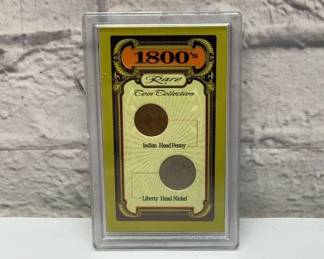 1800's
Rare
Coin Collection
Indian Head Penny
Liberty Head Nickel